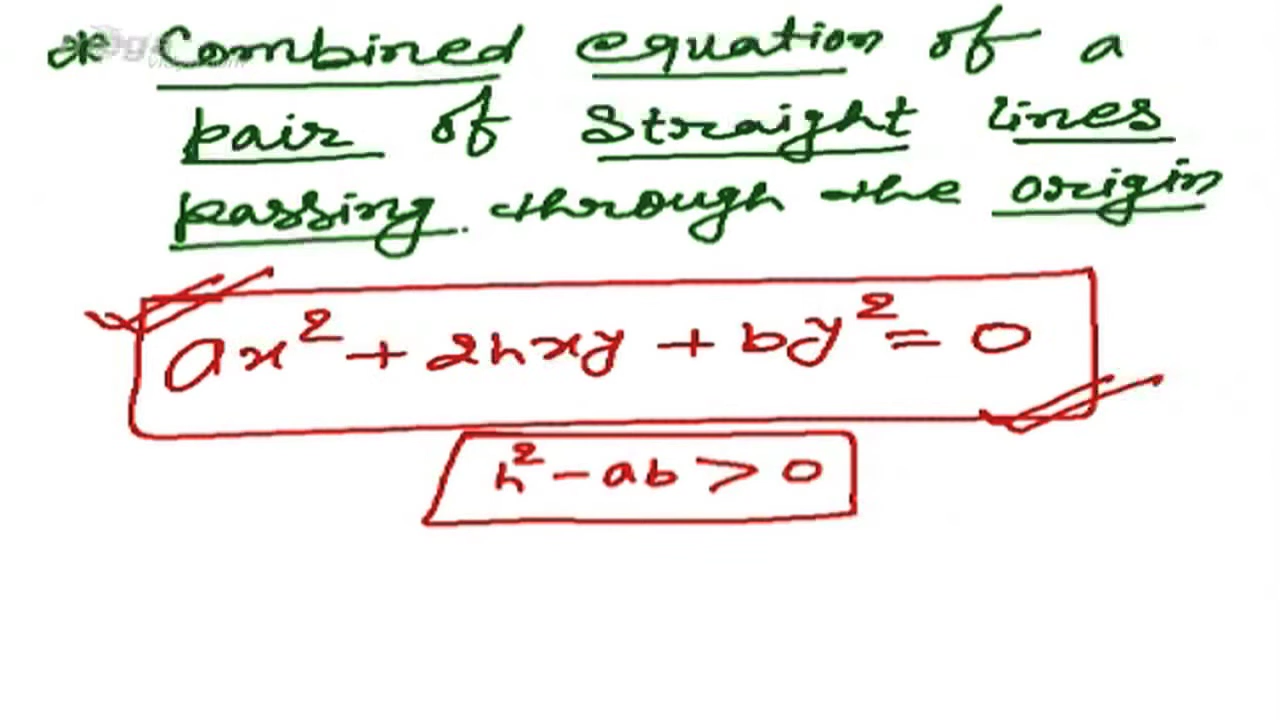 * Combined equation of a
pair of straight lines
passing through the origin
ax² + 2hxy + by² = 0
h² - ab > 0